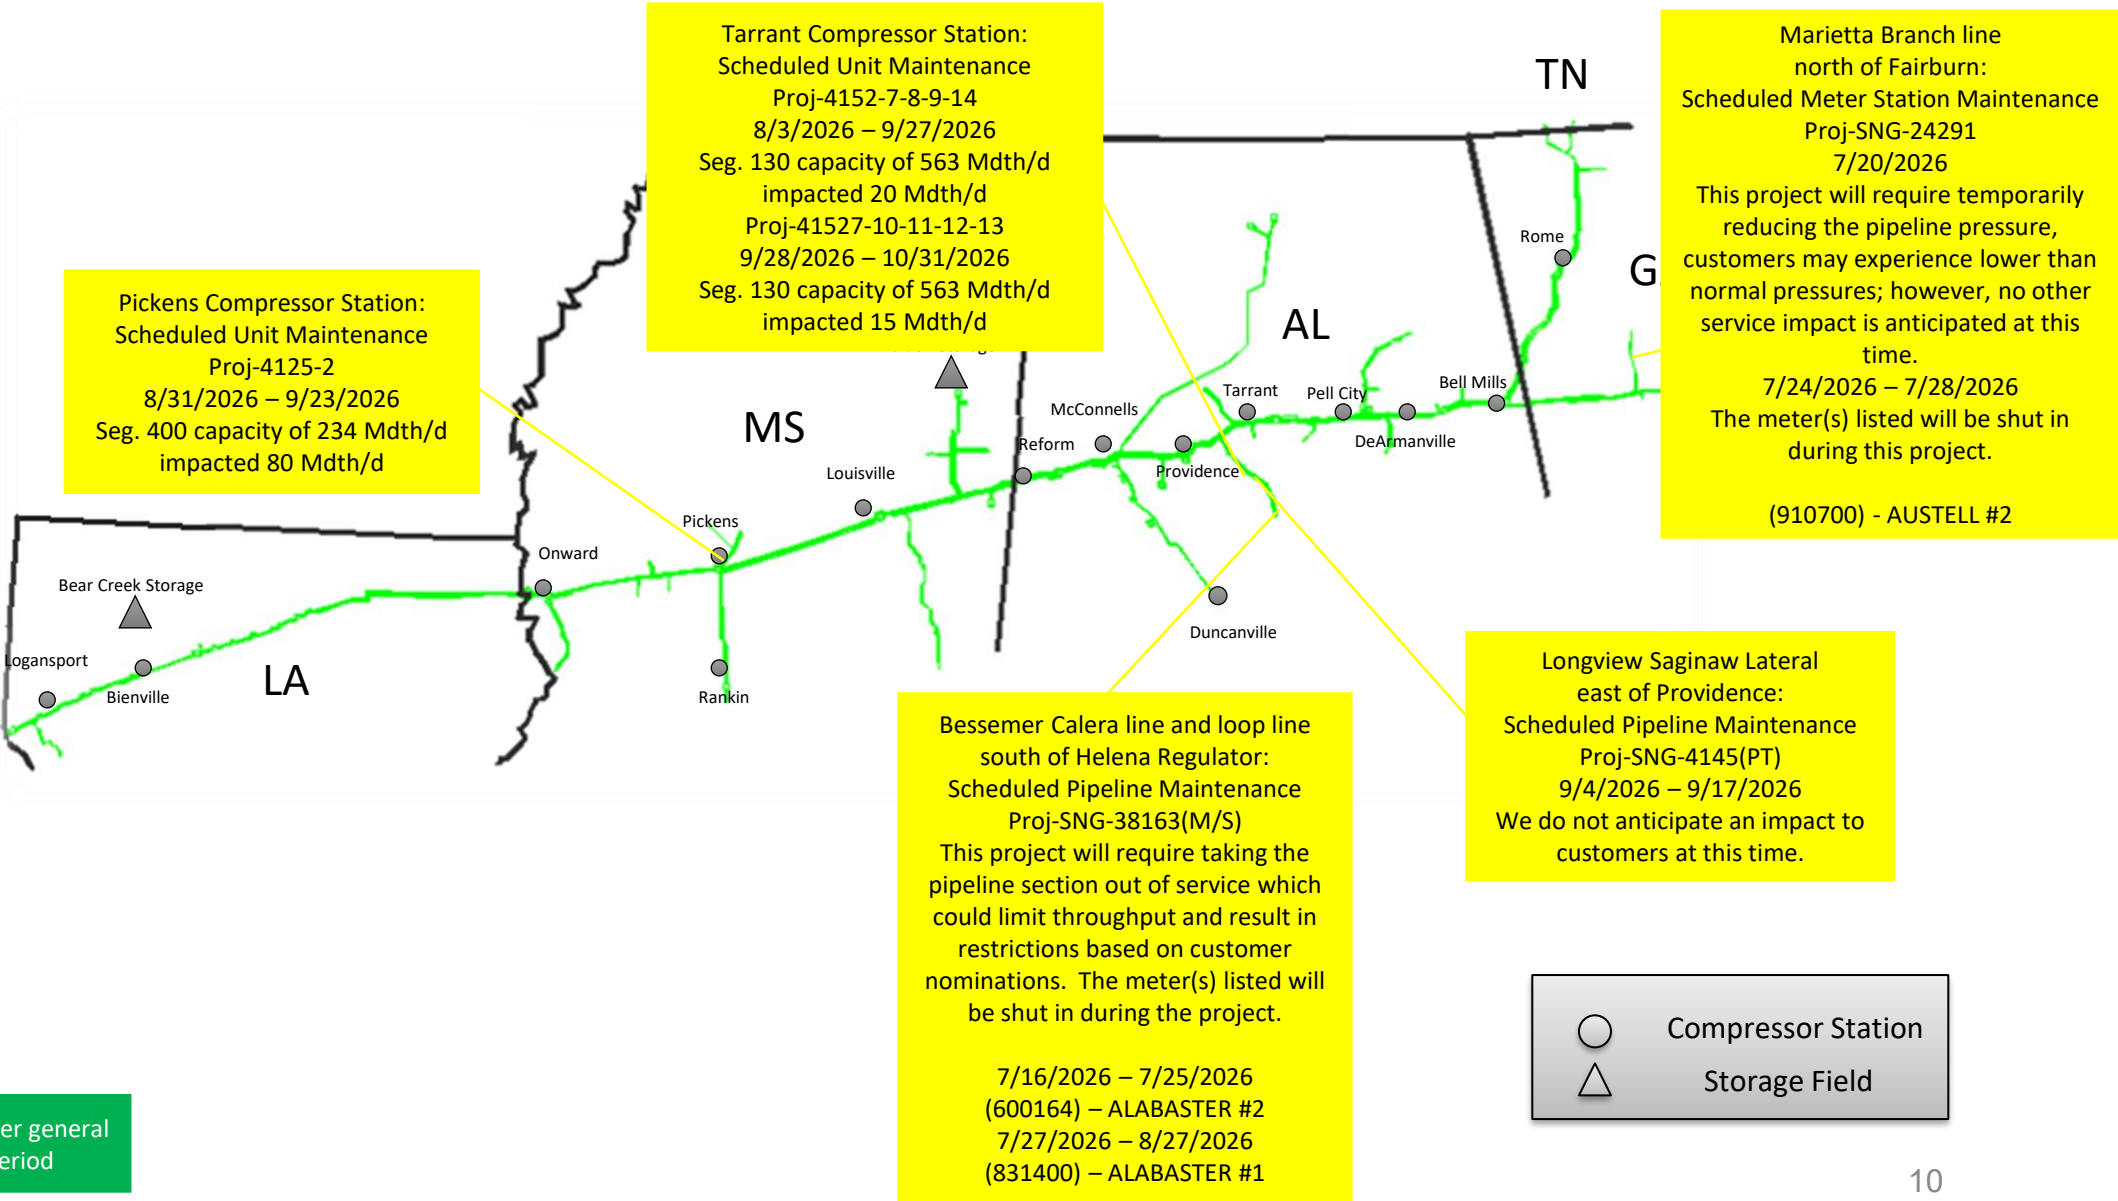 Tarrant Compressor Station:
Scheduled Unit Maintenance
Proj-4152-7-8-9-14
8/3/2026 – 9/27/2026
Seg. 130 capacity of 563 Mdth/d
impacted 20 Mdth/d
Proj-41527-10-11-12-13
9/28/2026 – 10/31/2026
Seg. 130 capacity of 563 Mdth/d
impacted 15 Mdth/d
TN
Marietta Branch line
north of Fairburn:
Scheduled Meter Station Maintenance
Proj-SNG-24291
7/20/2026
This project will require temporarily
reducing the pipeline pressure,
customers may experience lower than
normal pressures; however, no other
service impact is anticipated at this
time.
7/24/2026 – 7/28/2026
The meter(s) listed will be shut in
during this project.
(910700) - AUSTELL #2
Pickens Compressor Station:
Scheduled Unit Maintenance
Proj-4125-2
8/31/2026 – 9/23/2026
Seg. 400 capacity of 234 Mdth/d
impacted 80 Mdth/d
Rome
G
AL
MS
Tarrant
Pell City
Bell Mills
McConnells
Reform
DeArmanville
Providence
Louisville
Pickens
Onward
Bear Creek Storage
Duncanville
Logansport
Bienville
LA
Rankin
Longview Saginaw Lateral
east of Providence:
Scheduled Pipeline Maintenance
Proj-SNG-4145(PT)
9/4/2026 – 9/17/2026
We do not anticipate an impact to
customers at this time.
Bessemer Calera line and loop line
south of Helena Regulator:
Scheduled Pipeline Maintenance
Proj-SNG-38163(M/S)
This project will require taking the
pipeline section out of service which
could limit throughput and result in
restrictions based on customer
nominations.  The meter(s) listed will
be shut in during the project.
7/16/2026 – 7/25/2026
(600164) – ALABASTER #2
7/27/2026 – 8/27/2026
(831400) – ALABASTER #1
Compressor Station
Storage Field
er general
eriod
10